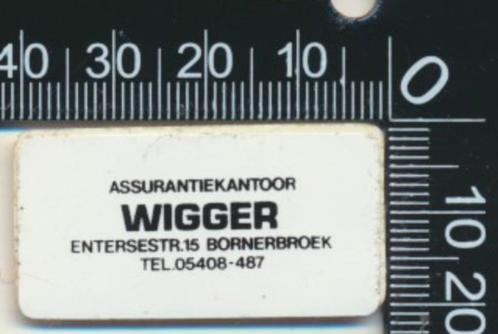 40 30 20 10 0
ASSURANTIEKANTOOR
WIGGER
ENTERSESTR.15 BORNERBROEK
TEL.05408-487
10
20